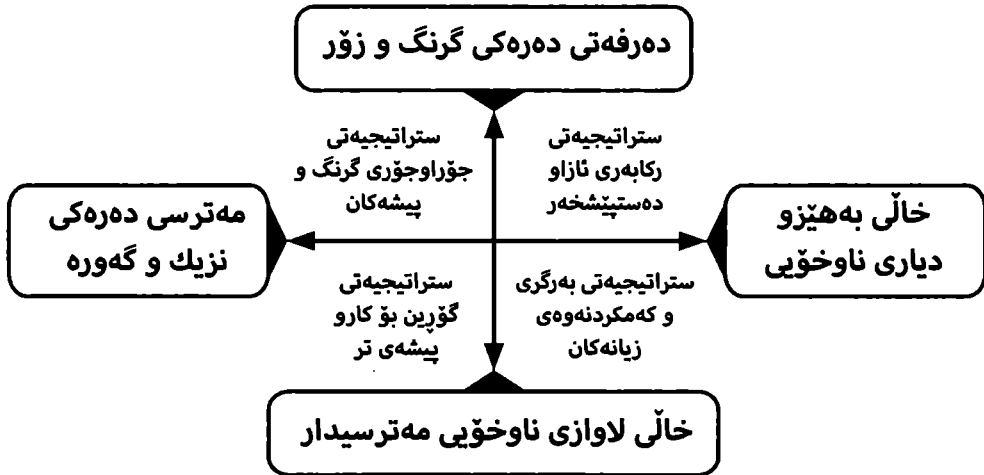 دەرفەتی دەرەکی گرنگ و زۆر
ستراتیجیەتی
رکابەری ئازاو
دەستپێشخەر
ستراتیجیەتی
جۆراوجۆری گرنگ و
پیشەکان
خاڵی بەهێزو
دیاری ناوخۆیی
مەترسی دەرەکی
نزیك و گەورە
ستراتیجیەتی بەرگری
و کەمکردنەوەی
زیانەکان
ستراتیجیەتی
گۆڕین بۆ کارو
پیشەی تر
خاڵی لاوازی ناوخۆیی مەترسیدار